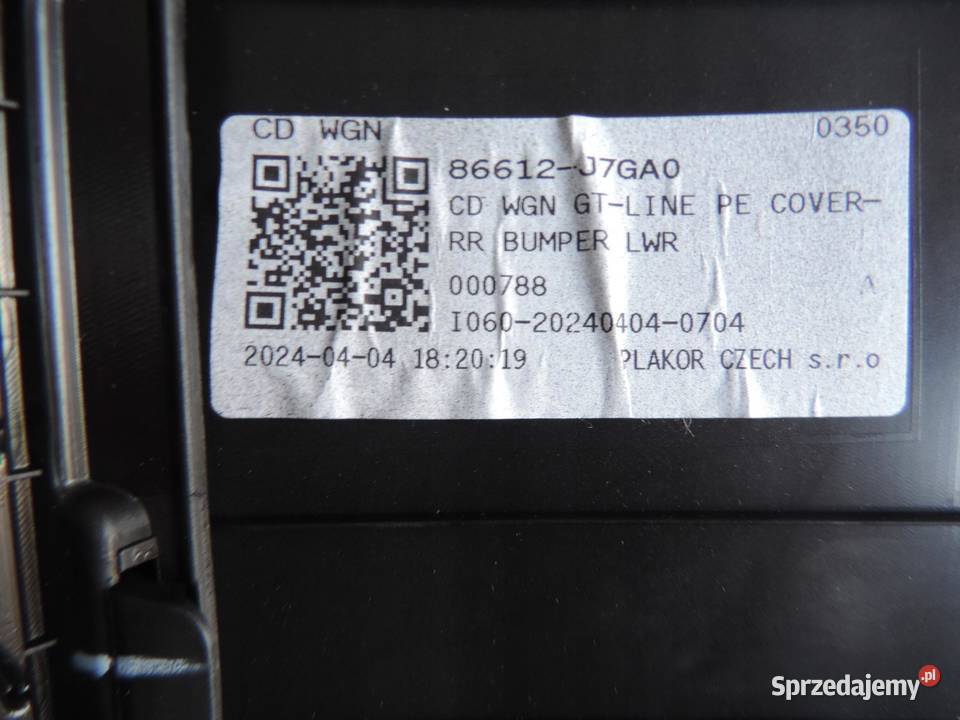 CD WGN 0350
86612-J7GA0
CD WGN GT-LINE PE COVER-
RR BUMPER LWR
000788 A
I060-20240404-0704
2024-04-04 18:20:19 PLAKOR CZECH s.r.o
Sprzedajemy.pl